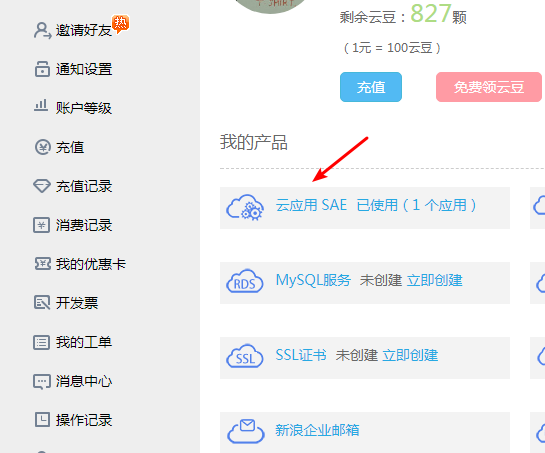 邀请好友
热
通知设置
账户等级
充值
充值记录
消费记录
我的优惠卡
开发票
我的工单
消息中心
操作记录
剩余云豆：827颗
（1元 = 100云豆）
充值
免费领云豆
我的产品
云应用 SAE 已使用（1 个应用）
RDS
MySQL服务 未创建 立即创建
SSL
SSL证书 未创建 立即创建
新浪企业邮箱